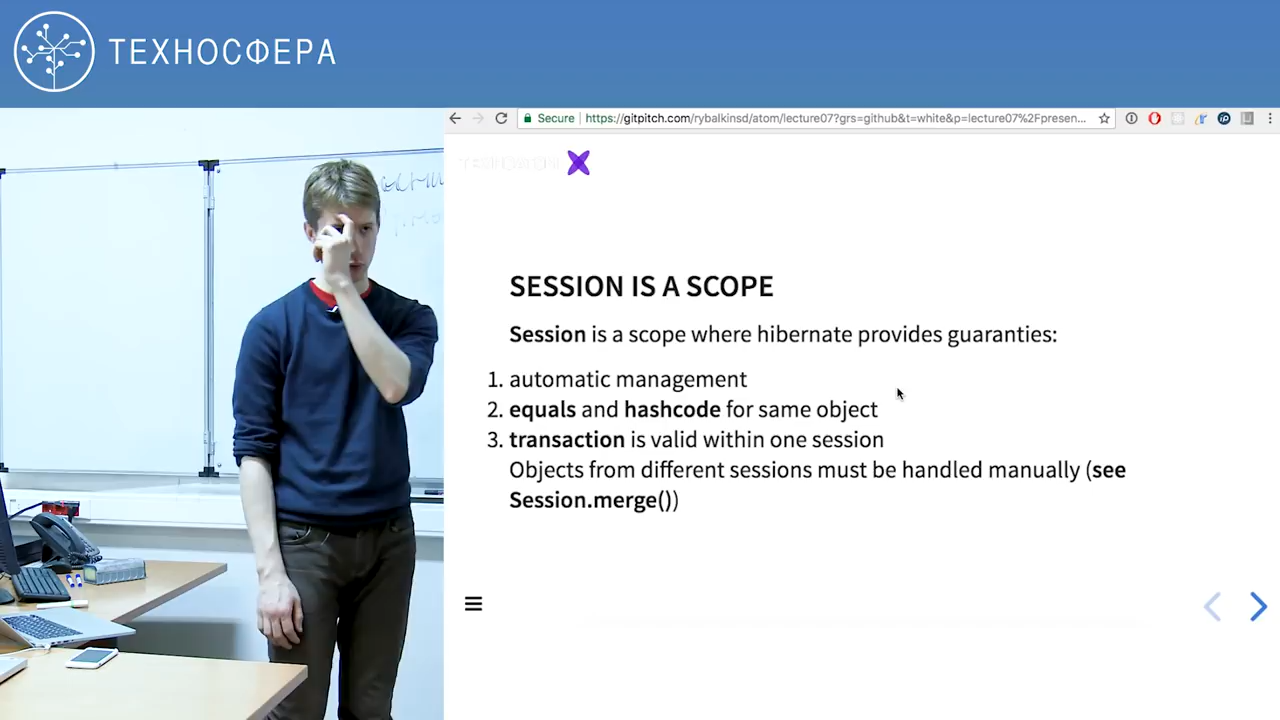 ТЕХНОСФЕРА
Secure
https://gitpitch.com/rybalkinsd/atom/lecture07?grs=github&t=white&p=lecture07%2Fpresen...
SESSION IS A SCOPE
Session is a scope where hibernate provides guaranties:
1. automatic management
2. equals and hashcode for same object
3. transaction is valid within one session
Objects from different sessions must be handled manually (see
Session.merge())